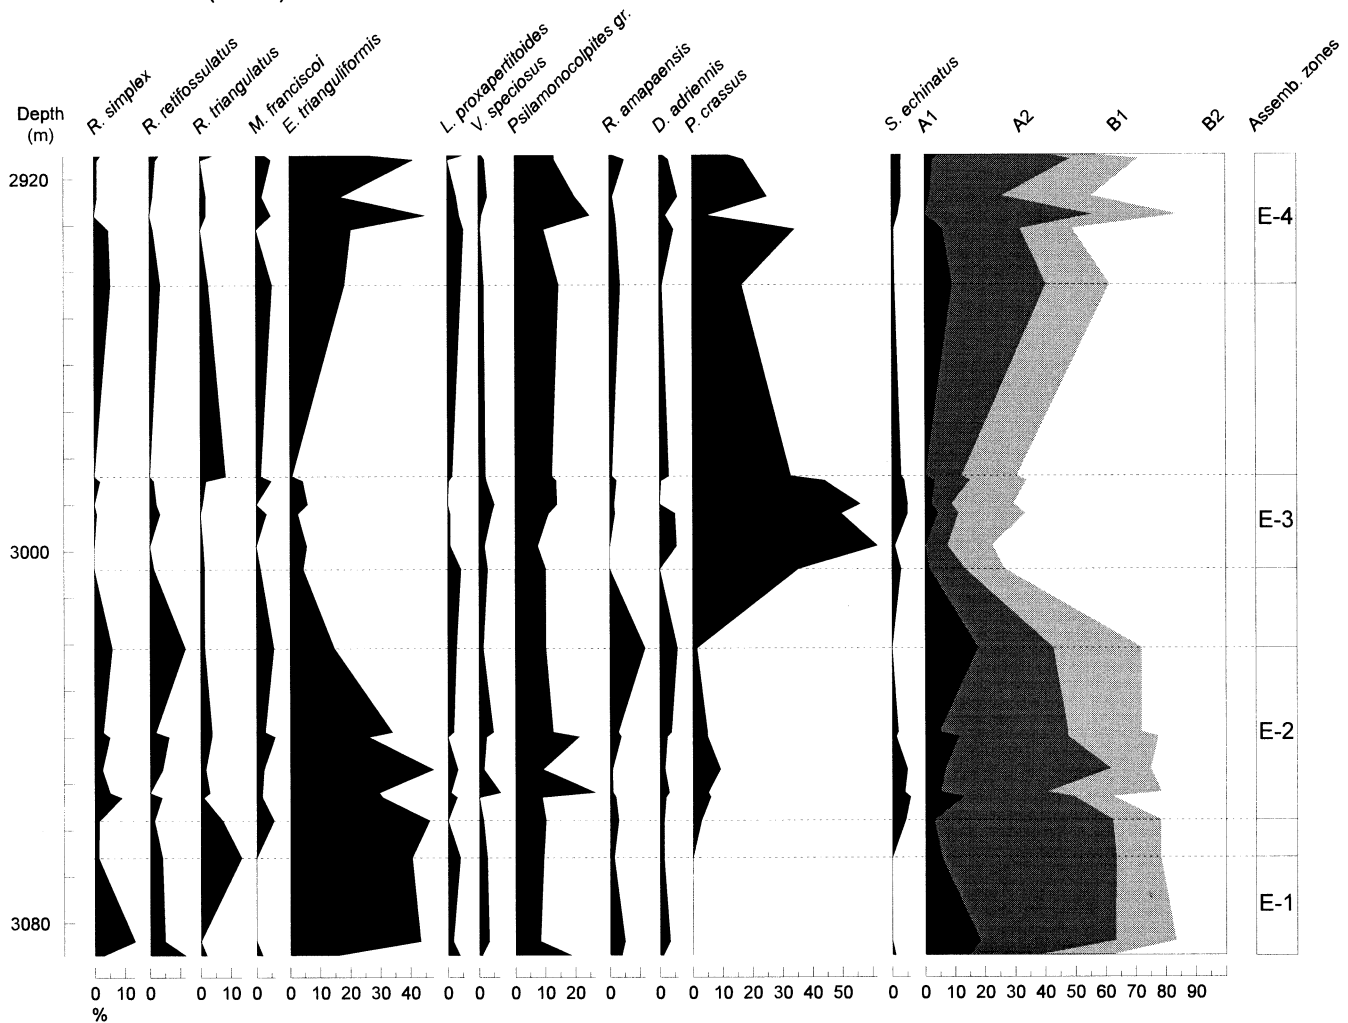 R. simplex
R. retifossulatus
R. triangulatus
M. franciscoi
E. trianguliformis
L. proxapertitoides
V. speciosus
Psilamonocolpites gr.
R. amapaensis
D. adriennis
P. crassus
S. echinatus
A1
A2
B1
B2
Assemb. zones
Depth
(m)
2920
3000
3080
E-4
E-3
E-2
E-1
0 10 0 0 0 0 10 20 30 40 0 0 0 10 20 0 0 0 10 20 30 40 50 0 0 10 20 30 40 50 60 70 80 90
%